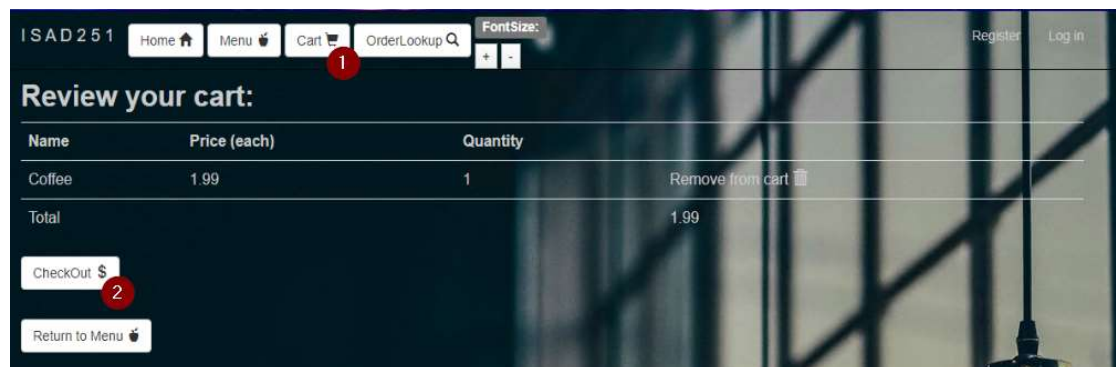 ISAD251 Home Menu Cart OrderLookup FontSize: Register Log in
1 + -
Review your cart:
Name Price (each) Quantity
Coffee 1.99 1 Remove from cart
Total 1.99
CheckOut $
2
Return to Menu